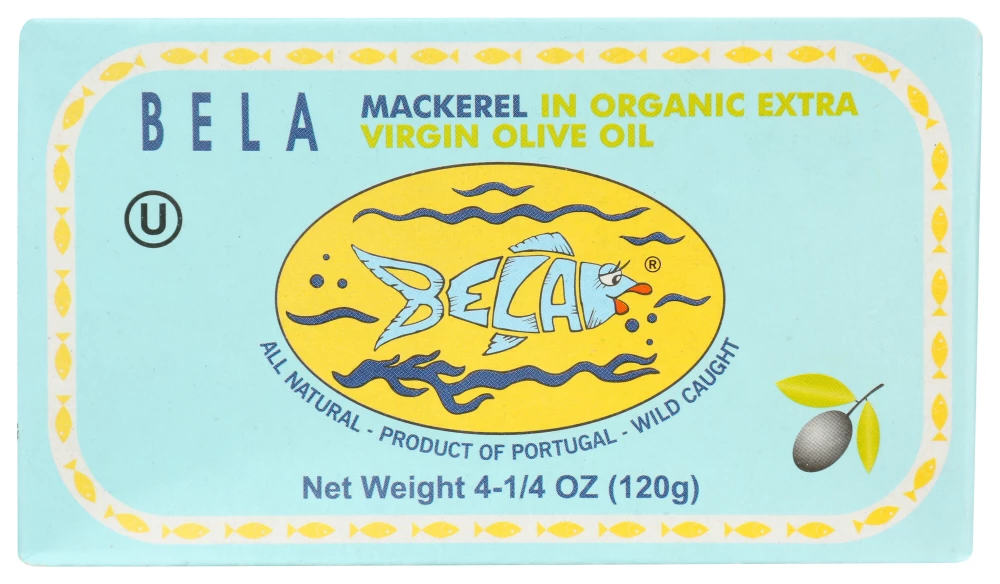 BELA
MACKEREL IN ORGANIC EXTRA
VIRGIN OLIVE OIL
U
BELA ®
ALL NATURAL - PRODUCT OF PORTUGAL - WILD CAUGHT
Net Weight 4-1/4 OZ (120g)